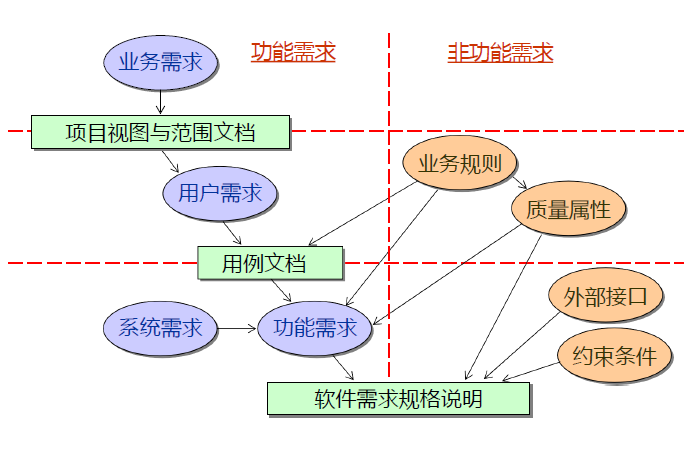 功能需求
非功能需求
业务需求
项目视图与范围文档
业务规则
用户需求
质量属性
用例文档
外部接口
系统需求
功能需求
约束条件
软件需求规格说明